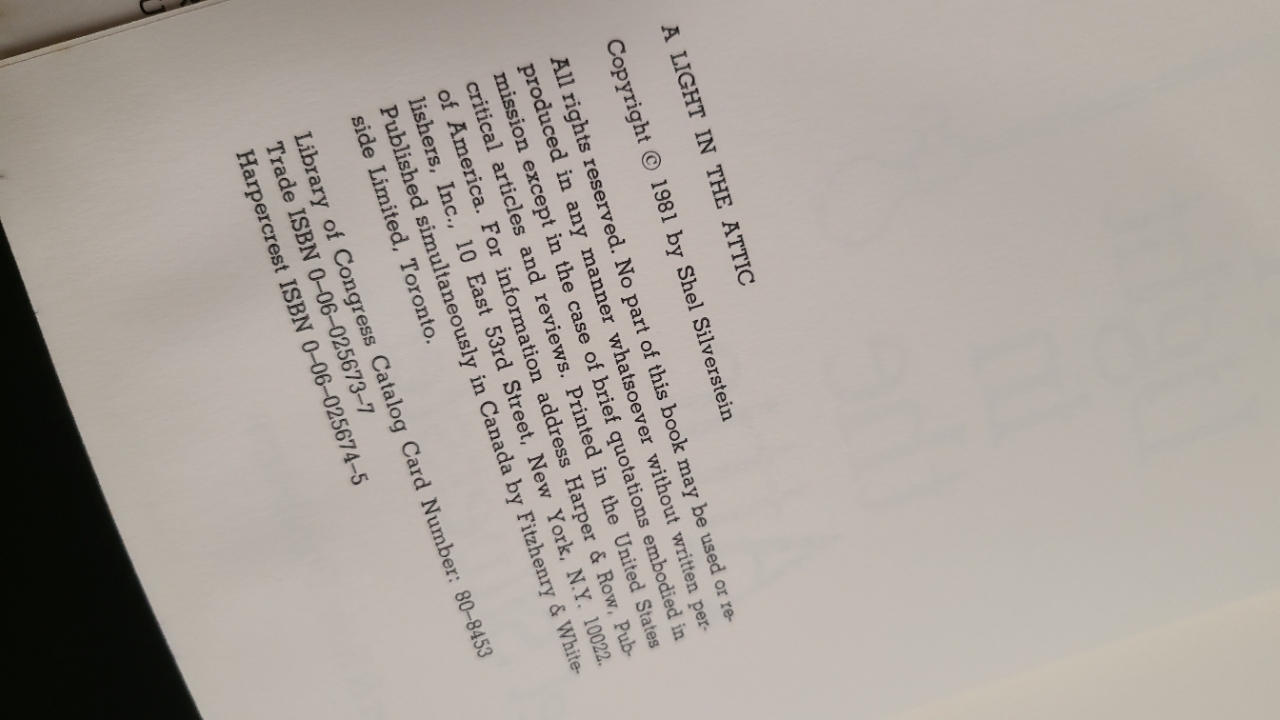 A LIGHT IN THE ATTIC
Copyright © 1981 by Shel Silverstein
All rights reserved. No part of this book may be used or re-
produced in any manner whatsoever without written per-
mission except in the case of brief quotations embodied in
critical articles and reviews. Printed in the United States
of America. For information address Harper & Row, Pub-
lishers, Inc., 10 East 53rd Street, New York, N.Y. 10022.
Published simultaneously in Canada by Fitzhenry & White-
side Limited, Toronto.
Library of Congress Catalog Card Number: 80–8453
Trade ISBN 0–06–025673–7
Harpercrest ISBN 0–06–025674–5